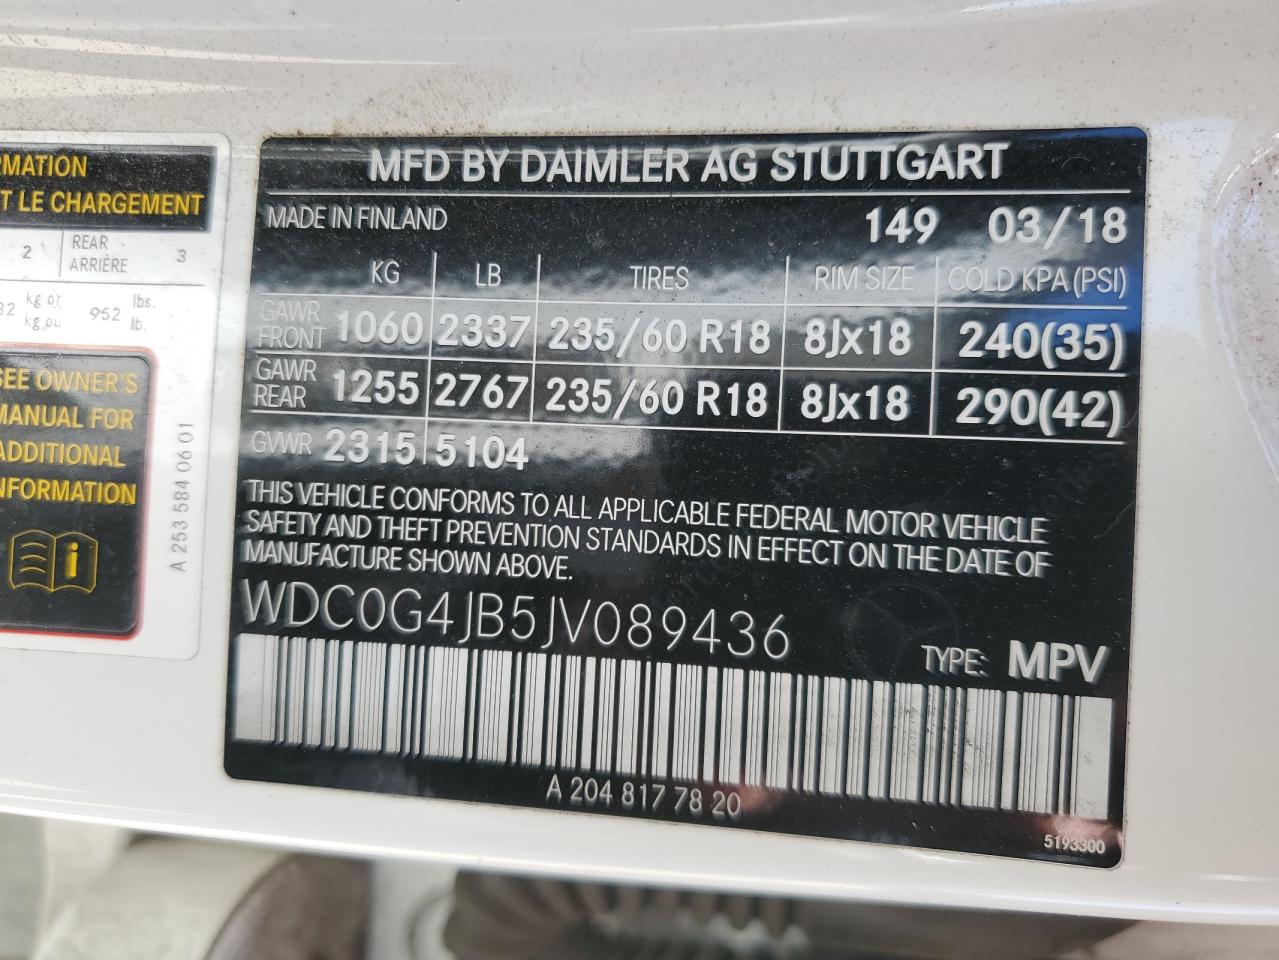 RMATION
T LE CHARGEMENT
2 REAR ARRIÈRE 3
kg or kg ou 952 lbs. lb.
SEE OWNER'S
MANUAL FOR
ADDITIONAL
INFORMATION
A 253 584 06 01
MFD BY DAIMLER AG STUTTGART
MADE IN FINLAND 149 03/18
KG LB TIRES RIM SIZE COLD KPA (PSI)
GAWR FRONT 1060 2337 235/60 R18 8Jx18 240(35)
GAWR REAR 1255 2767 235/60 R18 8Jx18 290(42)
GVWR 2315 5104
THIS VEHICLE CONFORMS TO ALL APPLICABLE FEDERAL MOTOR VEHICLE
SAFETY AND THEFT PREVENTION STANDARDS IN EFFECT ON THE DATE OF
MANUFACTURE SHOWN ABOVE.
WDC0G4JB5JV089436
TYPE: MPV
A 204 817 78 20
5193300